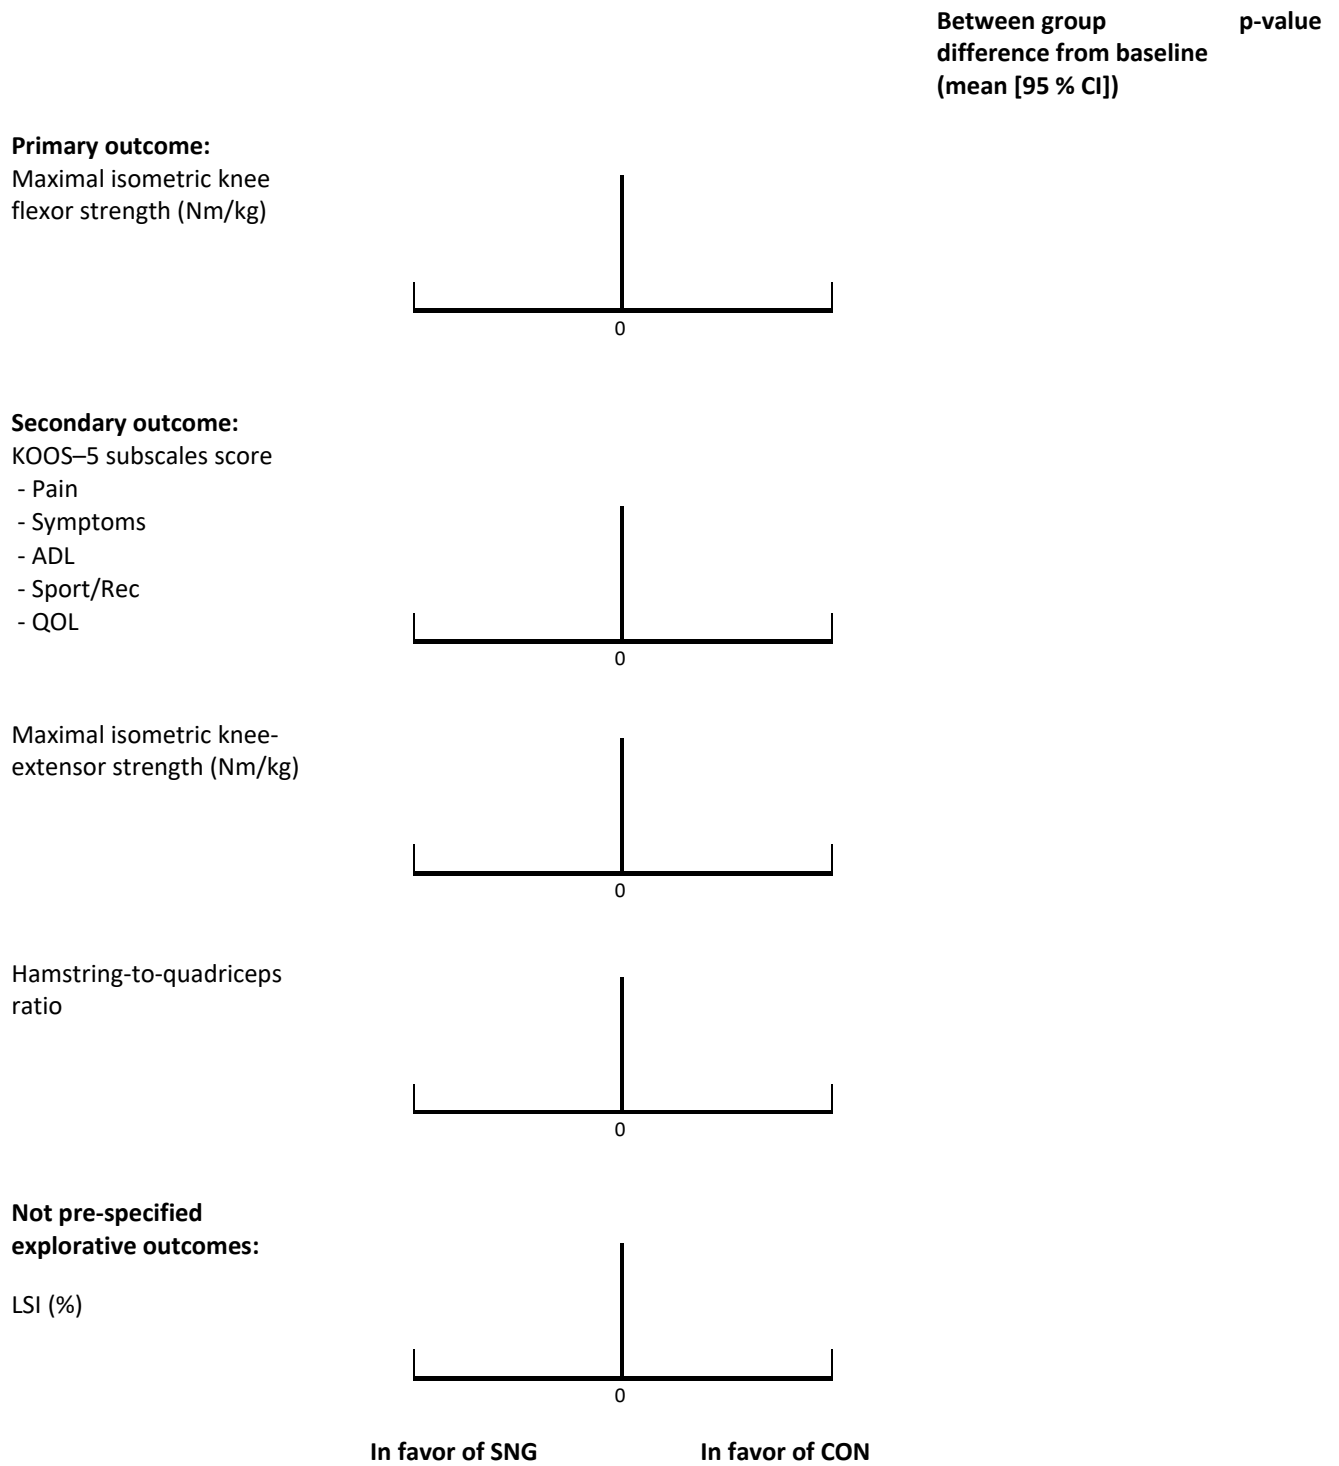 Between group p-value
difference from baseline
(mean [95 % CI])
Primary outcome:
Maximal isometric knee
flexor strength (Nm/kg)
0
Secondary outcome:
KOOS–5 subscales score
- Pain
- Symptoms
- ADL
- Sport/Rec
- QOL
0
Maximal isometric knee-
extensor strength (Nm/kg)
0
Hamstring-to-quadriceps
ratio
0
Not pre-specified
explorative outcomes:
LSI (%)
0
In favor of SNG In favor of CON